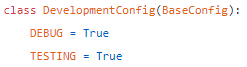 class DevelopmentConfig(BaseConfig):
    DEBUG = True
    TESTING = True